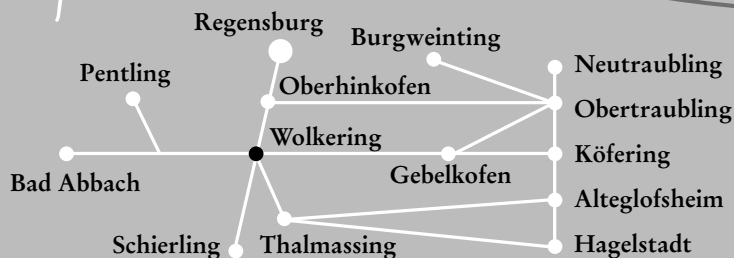 Regensburg
Burgweinting
Pentling
Neutraubling
Oberhinkofen
Obertraubling
Wolkering
Köfering
Bad Abbach
Gebelkofen
Alteglofsheim
Schierling
Thalmassing
Hagelstadt